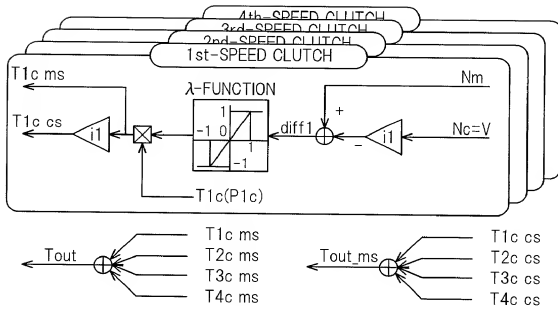 4th-SPEED CLUTCH
3rd-SPEED CLUTCH
2nd-SPEED CLUTCH
1st-SPEED CLUTCH
T1c ms
λ-FUNCTION
Nm
1
+
T1c cs
i1
-1 0
1
diff1
-
i1
Nc=V
-1
T1c(P1c)
Tout
T1c ms
T2c ms
T3c ms
T4c ms
Tout_ms
T1c cs
T2c cs
T3c cs
T4c cs